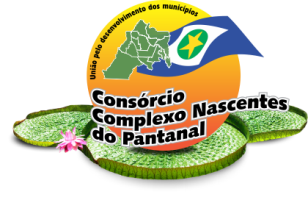 União pelo desenvolvimento dos municípios
Consórcio
Complexo Nascentes
do Pantanal